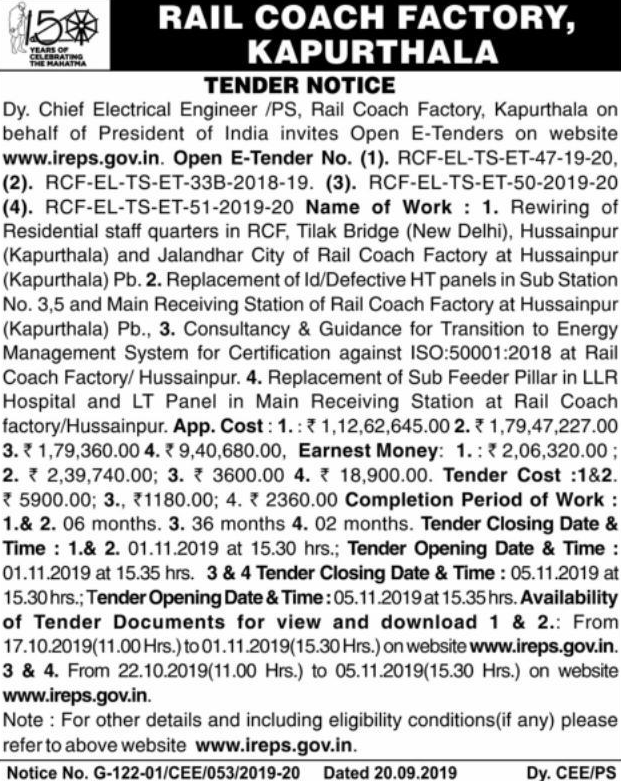 150
YEARS OF
CELEBRATING
THE MAHATMA
RAIL COACH FACTORY,
KAPURTHALA
TENDER NOTICE
Dy. Chief Electrical Engineer /PS, Rail Coach Factory, Kapurthala on
behalf of President of India invites Open E-Tenders on website
www.ireps.gov.in. Open E-Tender No. (1). RCF-EL-TS-ET-47-19-20,
(2). RCF-EL-TS-ET-33B-2018-19. (3). RCF-EL-TS-ET-50-2019-20
(4). RCF-EL-TS-ET-51-2019-20 Name of Work : 1. Rewiring of
Residential staff quarters in RCF, Tilak Bridge (New Delhi), Hussainpur
(Kapurthala) and Jalandhar City of Rail Coach Factory at Hussainpur
(Kapurthala) Pb. 2. Replacement of Id/Defective HT panels in Sub Station
No. 3,5 and Main Receiving Station of Rail Coach Factory at Hussainpur
(Kapurthala) Pb., 3. Consultancy & Guidance for Transition to Energy
Management System for Certification against ISO:50001:2018 at Rail
Coach Factory/ Hussainpur. 4. Replacement of Sub Feeder Pillar in LLR
Hospital and LT Panel in Main Receiving Station at Rail Coach
factory/Hussainpur. App. Cost : 1. : ₹ 1,12,62,645.00 2. ₹ 1,79,47,227.00
3. ₹ 1,79,360.00 4. ₹ 9,40,680.00, Earnest Money: 1. : ₹ 2,06,320.00 ;
2. ₹ 2,39,740.00; 3. ₹ 3600.00 4. ₹ 18,900.00. Tender Cost :1&2.
₹ 5900.00; 3., ₹1180.00; 4. ₹ 2360.00 Completion Period of Work :
1.& 2. 06 months. 3. 36 months 4. 02 months. Tender Closing Date &
Time : 1.& 2. 01.11.2019 at 15.30 hrs.; Tender Opening Date & Time :
01.11.2019 at 15.35 hrs. 3 & 4 Tender Closing Date & Time : 05.11.2019 at
15.30 hrs.; Tender Opening Date & Time : 05.11.2019 at 15.35 hrs. Availability
of Tender Documents for view and download 1 & 2.: From
17.10.2019(11.00 Hrs.) to 01.11.2019(15.30 Hrs.) on website www.ireps.gov.in.
3 & 4. From 22.10.2019(11.00 Hrs.) to 05.11.2019(15.30 Hrs.) on website
www.ireps.gov.in.
Note : For other details and including eligibility conditions(if any) please
refer to above website www.ireps.gov.in.
Notice No. G-122-01/CEE/053/2019-20 Dated 20.09.2019 Dy. CEE/PS